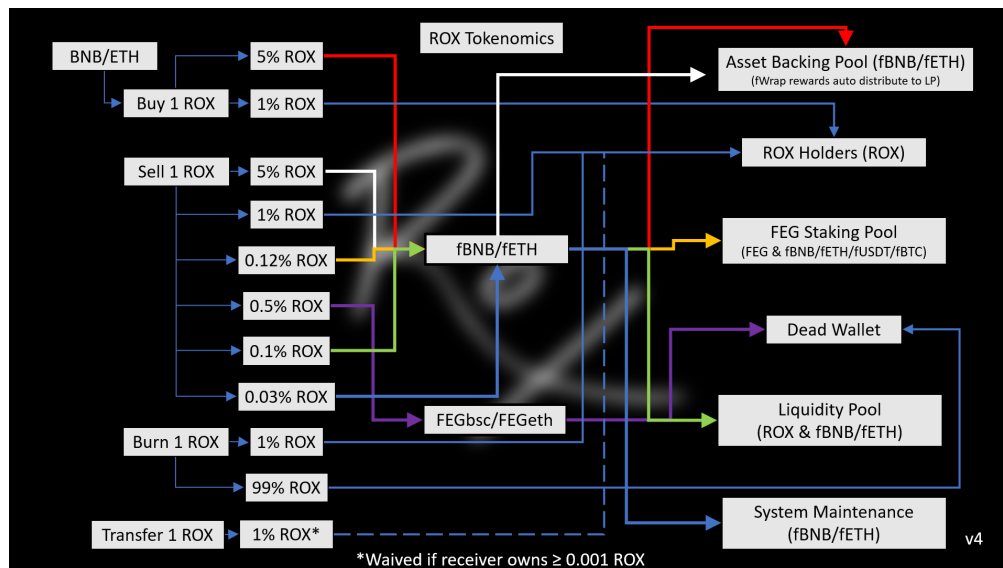 ROX Tokenomics
BNB/ETH
5% ROX
Asset Backing Pool (fBNB/fETH)
(fWrap rewards auto distribute to LP)
Buy 1 ROX
1% ROX
ROX Holders (ROX)
Sell 1 ROX
5% ROX
1% ROX
fBNB/fETH
FEG Staking Pool
(FEG & fBNB/fETH/fUSDT/fBTC)
0.12% ROX
0.5% ROX
Dead Wallet
0.1% ROX
0.03% ROX
FEGbsc/FEGeth
Liquidity Pool
(ROX & fBNB/fETH)
Burn 1 ROX
1% ROX
99% ROX
System Maintenance
(fBNB/fETH)
Transfer 1 ROX
1% ROX*
v4
*Waived if receiver owns ≥ 0.001 ROX